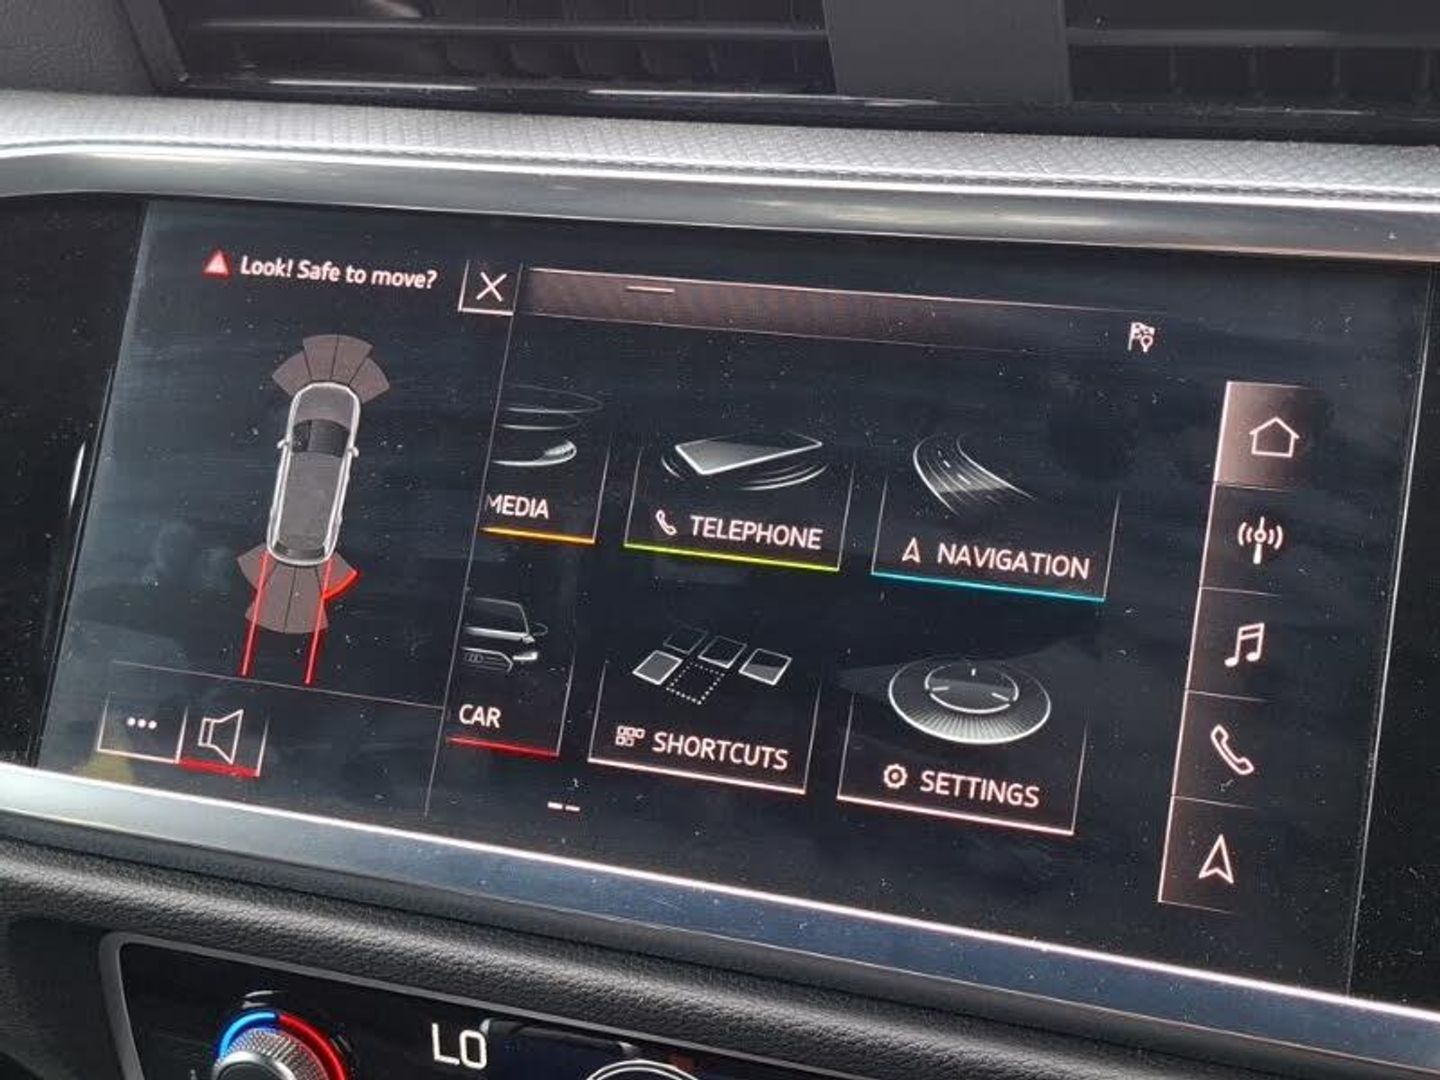 Look! Safe to move?
MEDIA
TELEPHONE
NAVIGATION
CAR
SHORTCUTS
SETTINGS
LO